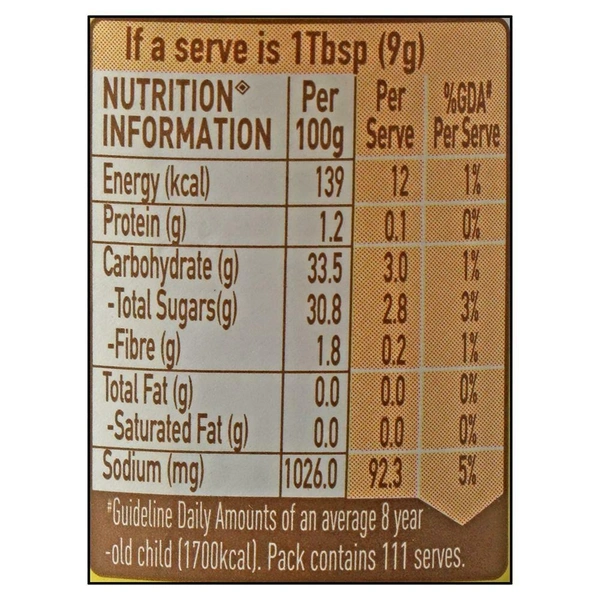 If a serve is 1Tbsp (9g)
NUTRITION◈ INFORMATION Per 100g Per Serve %GDA# Per Serve
Energy (kcal) 139 12 1%
Protein (g) 1.2 0.1 0%
Carbohydrate (g) 33.5 3.0 1%
-Total Sugars(g) 30.8 2.8 3%
-Fibre (g) 1.8 0.2 1%
Total Fat (g) 0.0 0.0 0%
-Saturated Fat (g) 0.0 0.0 0%
Sodium (mg) 1026.0 92.3 5%
#Guideline Daily Amounts of an average 8 year
-old child (1700kcal). Pack contains 111 serves.